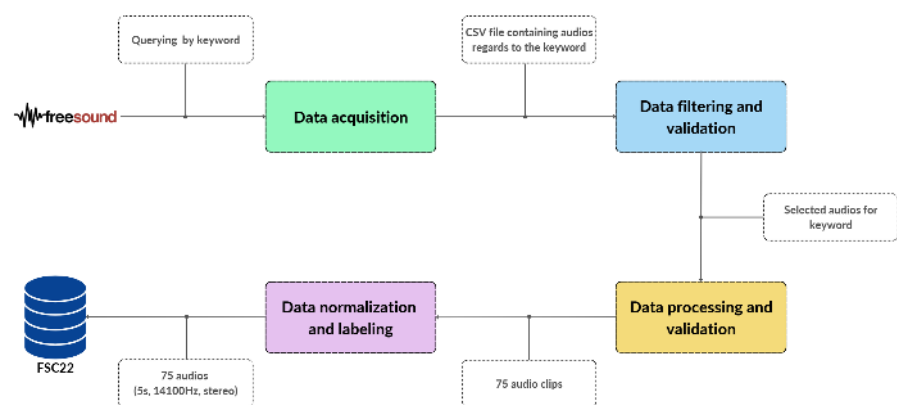 Querying by keyword
CSV file containing audios
regards to the keyword
freesound
Data acquisition
Data filtering and
validation
Selected audios for
keyword
Data processing and
validation
75 audio clips
Data normalization
and labeling
75 audios
(5s, 14100Hz, stereo)
FSC22